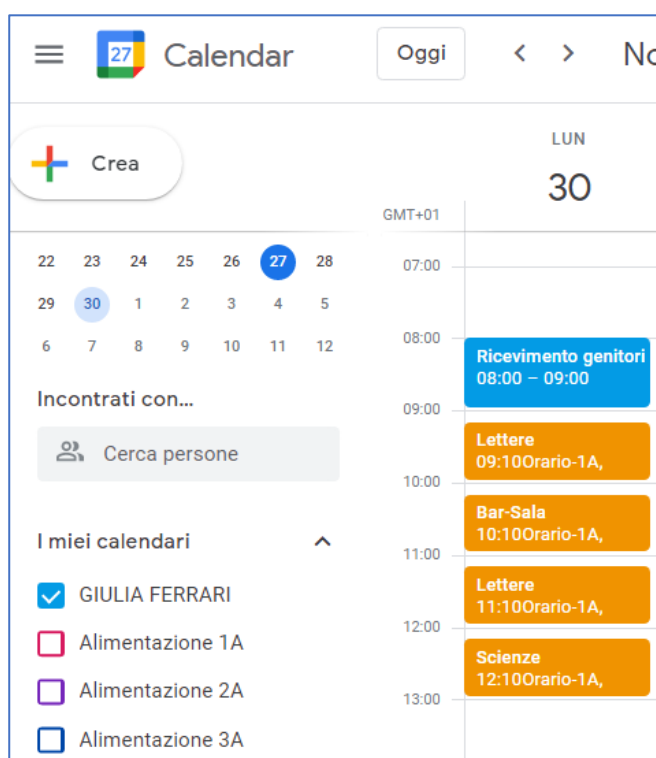 27 Calendar Oggi No
Crea
LUN
30
GMT+01
22 23 24 25 26 27 28
29 30 1 2 3 4 5
6 7 8 9 10 11 12
Incontrati con...
Cerca persone
I miei calendari
GIULIA FERRARI
Alimentazione 1A
Alimentazione 2A
Alimentazione 3A
07:00
08:00
Ricevimento genitori
08:00 – 09:00
09:00
Lettere
09:10Orario-1A,
10:00
Bar-Sala
10:10Orario-1A,
11:00
Lettere
11:10Orario-1A,
12:00
Scienze
12:10Orario-1A,
13:00